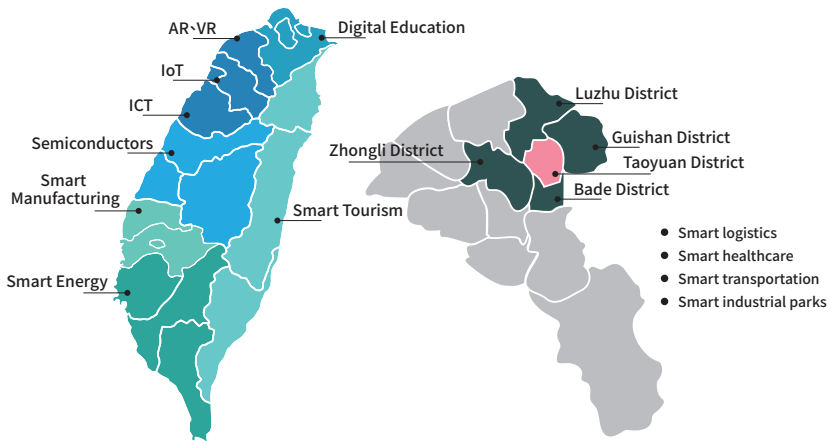 AR、VR
Digital Education
IoT
ICT
Semiconductors
Smart
Manufacturing
Smart Tourism
Smart Energy
Luzhu District
Guishan District
Zhongli District
Taoyuan District
Bade District
● Smart logistics
● Smart healthcare
● Smart transportation
● Smart industrial parks